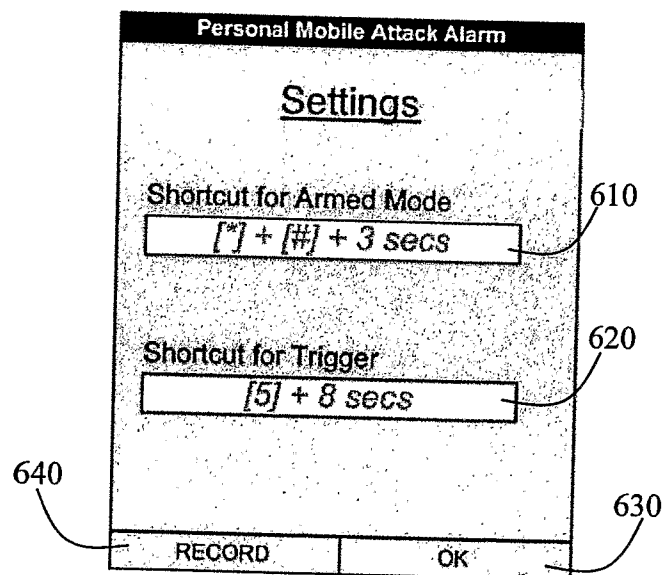 Personal Mobile Attack Alarm
Settings
Shortcut for Armed Mode
610
[*] + [#] + 3 secs
Shortcut for Trigger
620
[5] + 8 secs
640
630
RECORD
OK